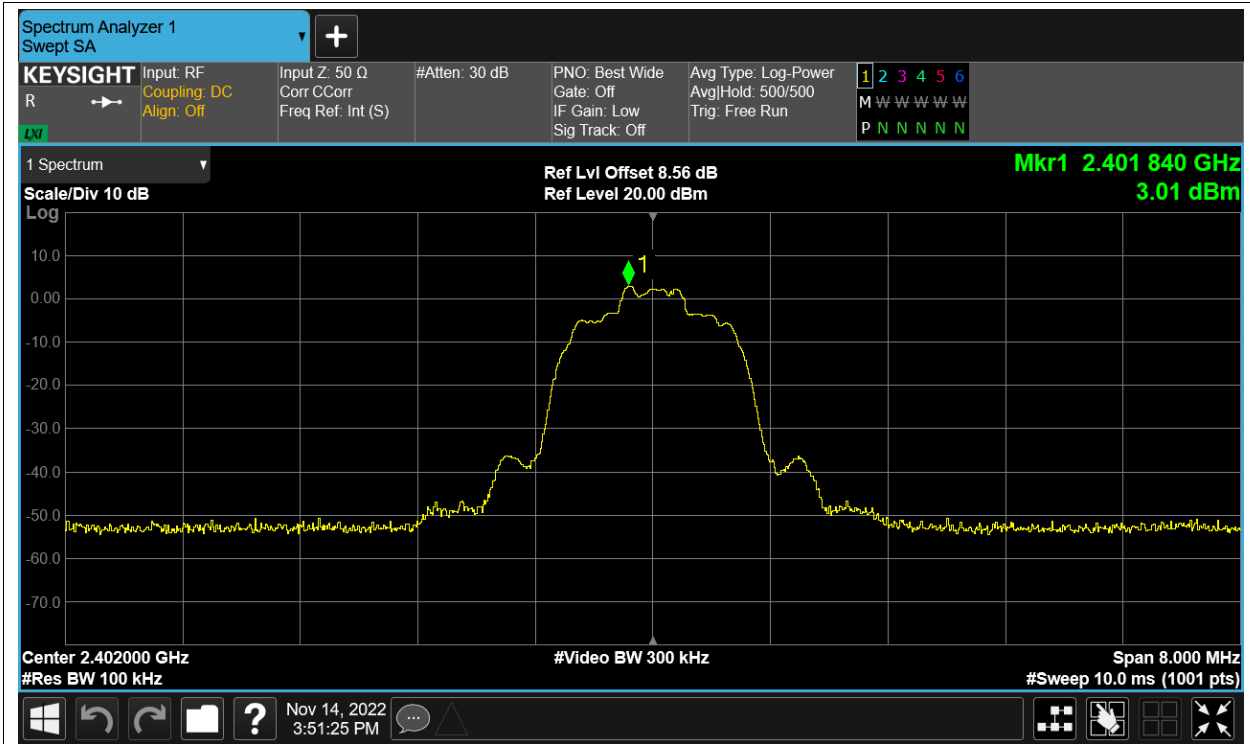 Spectrum Analyzer 1
Swept SA
KEYSIGHT
R
LXI
Input: RF
Coupling: DC
Align: Off
Input Z: 50 Ω
Corr CCorr
Freq Ref: Int (S)
#Atten: 30 dB
PNO: Best Wide
Gate: Off
IF Gain: Low
Sig Track: Off
Avg Type: Log-Power
Avg|Hold: 500/500
Trig: Free Run
1 2 3 4 5 6
M W W W W W
P N N N N N
1 Spectrum
Scale/Div 10 dB
Log
Ref Lvl Offset 8.56 dB
Ref Level 20.00 dBm
Mkr1 2.401 840 GHz
3.01 dBm
1
10.0
0.00
-10.0
-20.0
-30.0
-40.0
-50.0
-60.0
-70.0
Center 2.402000 GHz
#Video BW 300 kHz
Span 8.000 MHz
#Res BW 100 kHz
#Sweep 10.0 ms (1001 pts)
?
Nov 14, 2022
3:51:25 PM